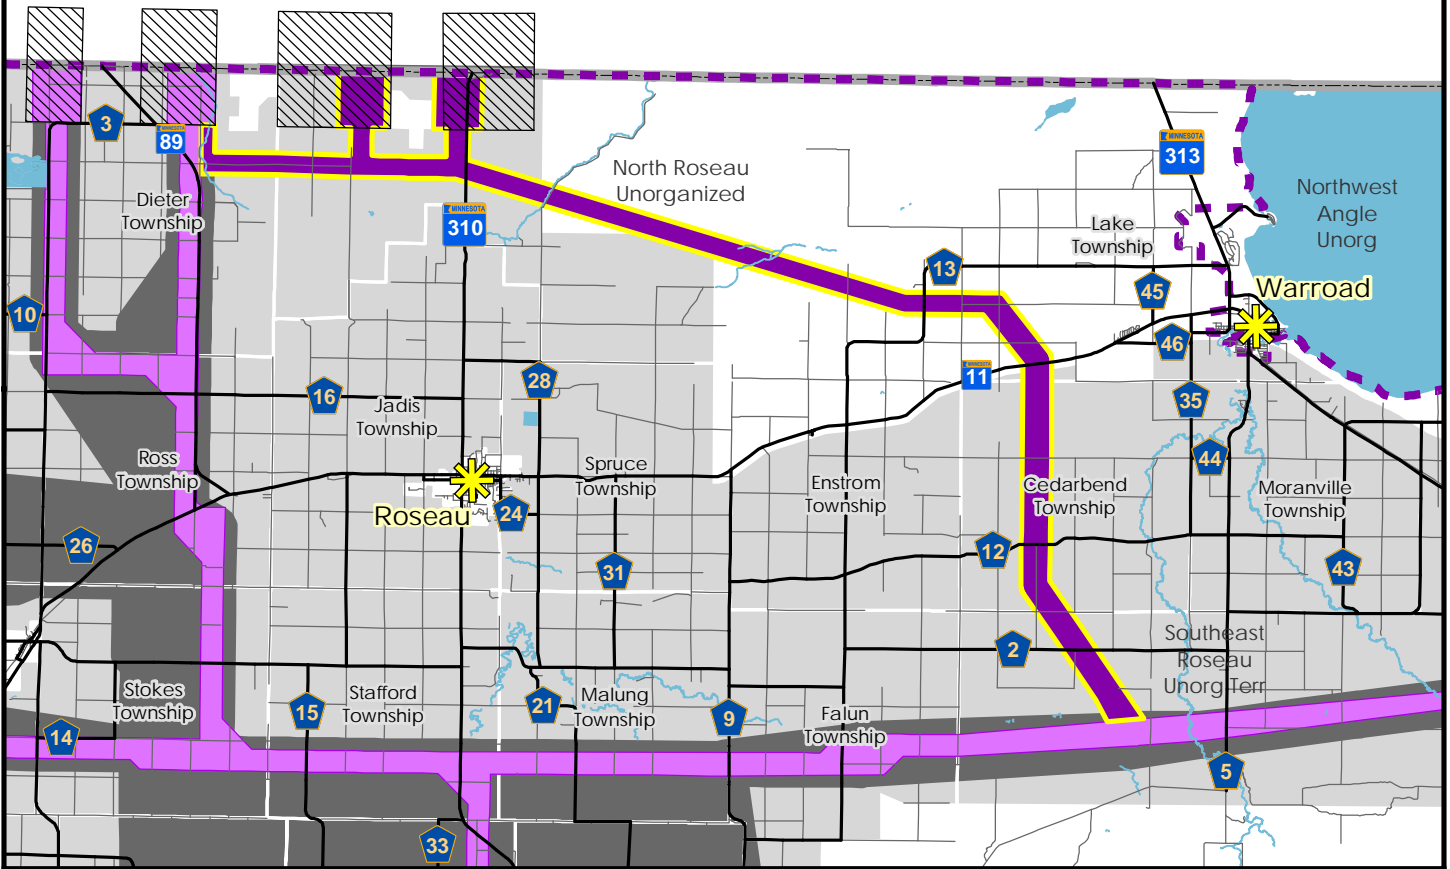 3
MINNESOTA
89
North Roseau
Unorganized
MINNESOTA
313
Northwest
Angle
Unorg
Dieter
Township
MINNESOTA
310
Lake
Township
13
45
Warroad
10
46
11
16
28
35
Jadis
Township
44
Ross
Township
Spruce
Township
Enstrom
Township
Cedarbend
Township
Moranville
Township
Roseau
24
26
31
12
43
2
Southeast
Roseau
Unorg Terr
Stokes
Township
15
Stafford
Township
21
Malung
Township
9
Falun
Township
14
5
33